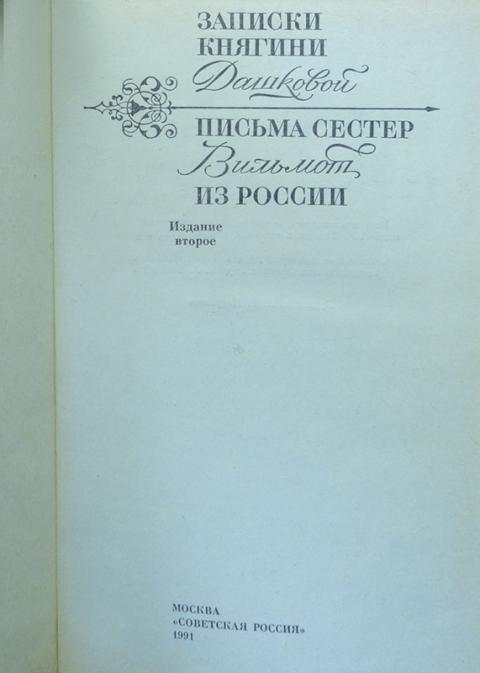 ЗАПИСКИ
КНЯГИНИ
Дашковой
ПИСЬМА СЕСТЕР
Вильмот
ИЗ РОССИИ
Издание
второе
МОСКВА
«СОВЕТСКАЯ РОССИЯ»
1991